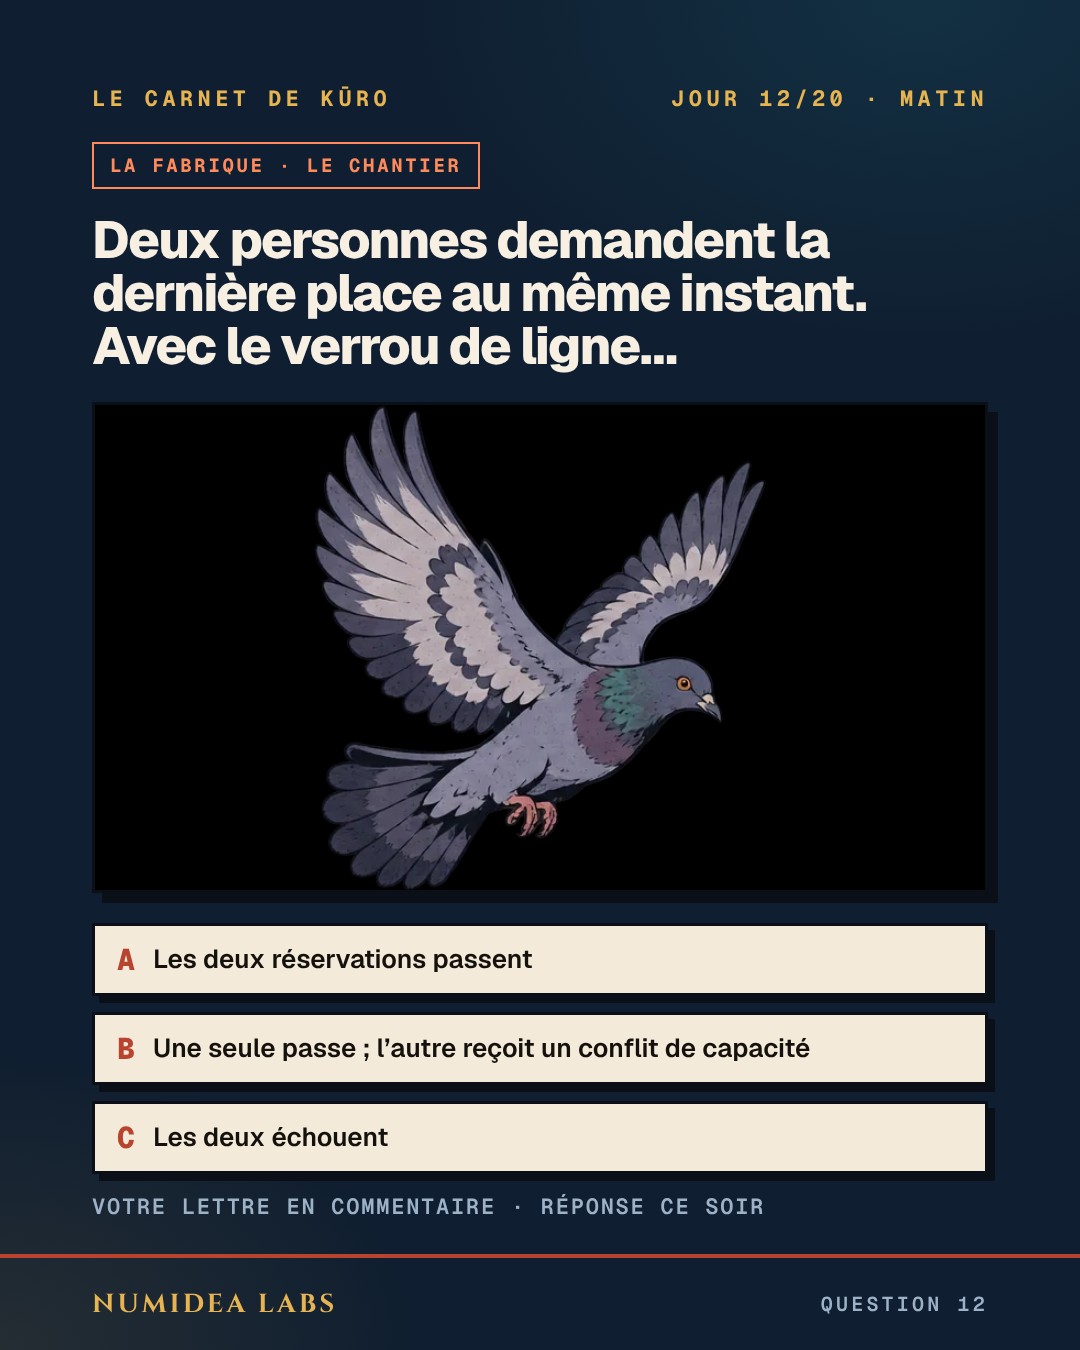 LE CARNET DE KŪRO
JOUR 12/20 · MATIN
LA FABRIQUE · LE CHANTIER
Deux personnes demandent la
dernière place au même instant.
Avec le verrou de ligne…
A Les deux réservations passent
B Une seule passe ; l’autre reçoit un conflit de capacité
C Les deux échouent
VOTRE LETTRE EN COMMENTAIRE · RÉPONSE CE SOIR
NUMIDEA LABS
QUESTION 12